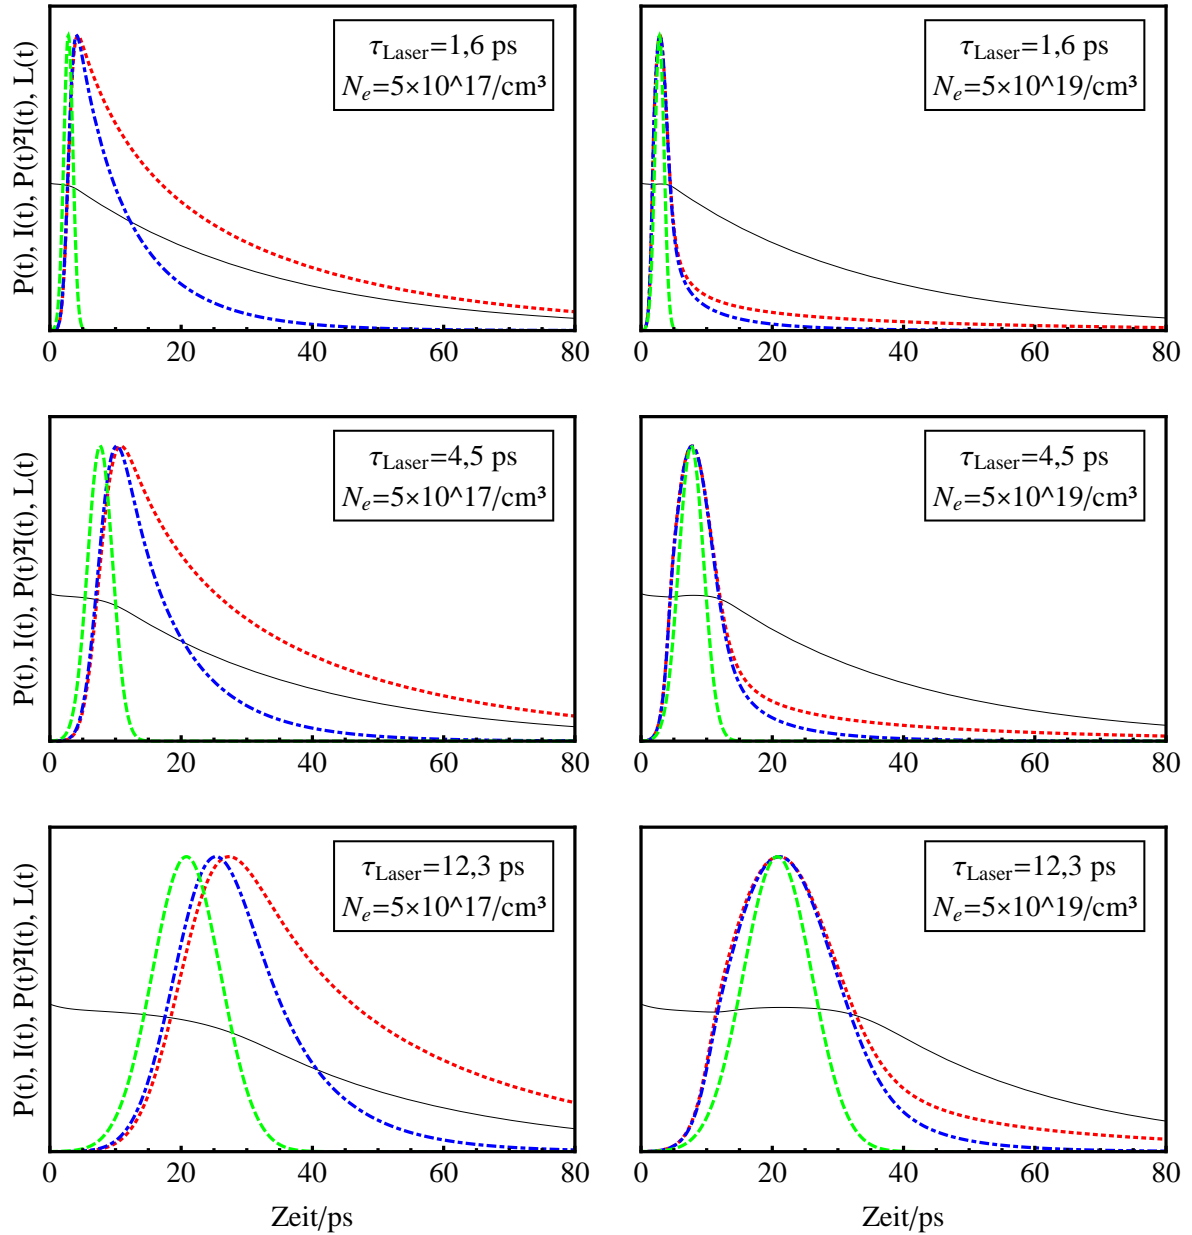 P(t), I(t), P(t)²I(t), L(t)
τLaser=1,6 ps
Ne=5×10^17/cm³
0 20 40 60 80
τLaser=1,6 ps
Ne=5×10^19/cm³
0 20 40 60 80
P(t), I(t), P(t)²I(t), L(t)
τLaser=4,5 ps
Ne=5×10^17/cm³
0 20 40 60 80
τLaser=4,5 ps
Ne=5×10^19/cm³
0 20 40 60 80
P(t), I(t), P(t)²I(t), L(t)
τLaser=12,3 ps
Ne=5×10^17/cm³
0 20 40 60 80
Zeit/ps
τLaser=12,3 ps
Ne=5×10^19/cm³
0 20 40 60 80
Zeit/ps